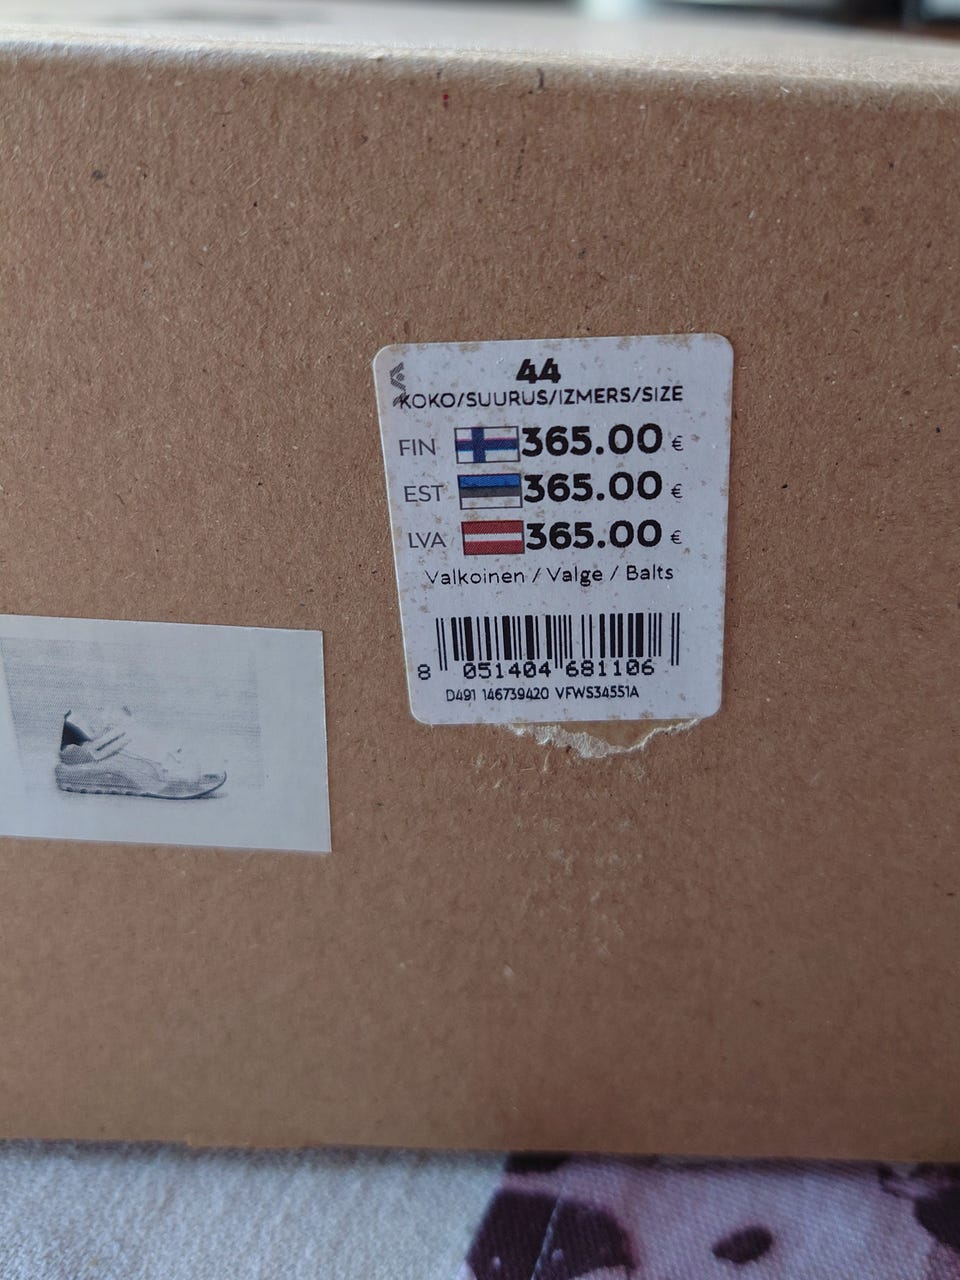 44
KOKO/SUURUS/IZMERS/SIZE
FIN 365.00 €
EST 365.00 €
LVA 365.00 €
Valkoinen / Valge / Balts
8 051404 681106
D491 146739420 VFWS34551A